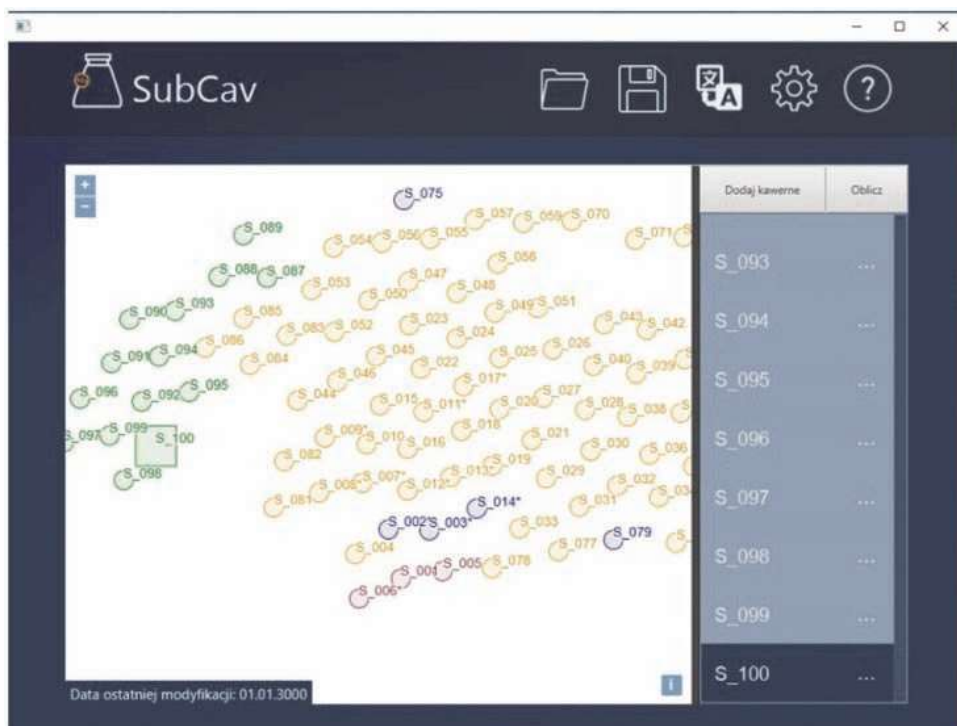 SubCav
文 A
?
+
−
Dodaj kawerne Oblicz
S_075
S_057 S_059 S_070
S_089 S_054 S_056 S_055 S_071
S_058
S_088 S_087 S_053 S_047
S_050 S_048
S_090 S_093 S_085 S_049 S_051
S_083 S_052 S_023 S_043 S_042
S_086 S_024
S_091 S_094 S_084 S_045 S_022 S_025 S_026 S_040 S_039
S_046 S_017*
S_096 S_092 S_095 S_044 S_015 S_011* S_020 S_027 S_028 S_038
S_097 S_099 S_100 S_009* S_010 S_016 S_018 S_021 S_030 S_036
S_082 S_019
S_098 S_008* S_007* S_012* S_013* S_029 S_032
S_081 S_014* S_031
S_002* S_003* S_033 S_079
S_004 S_077
S_005 S_078
S_006*
S_093 ...
S_094 ...
S_095 ...
S_096 ...
S_097 ...
S_098 ...
S_099 ...
S_100 ...
i
Data ostatniej modyfikacji: 01.01.3000